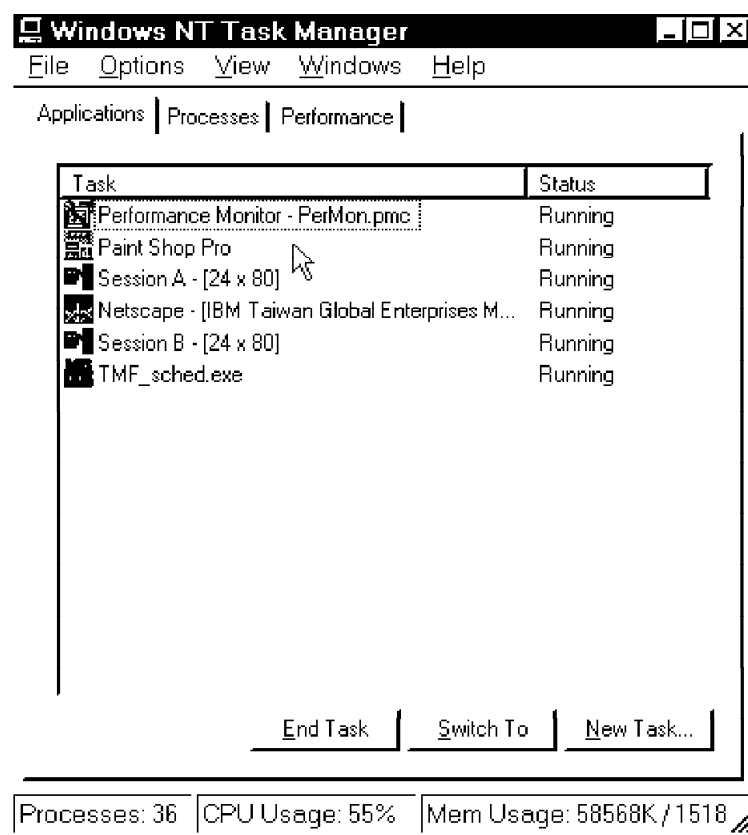 Windows NT Task Manager
File Options View Windows Help
Applications Processes Performance
Task Status
Performance Monitor - PerMon.pmc Running
Paint Shop Pro Running
Session A - [24 x 80] Running
Netscape - [IBM Taiwan Global Enterprises M... Running
Session B - [24 x 80] Running
TMF_sched.exe Running
End Task Switch To New Task...
Processes: 36 CPU Usage: 55% Mem Usage: 58568K / 1518